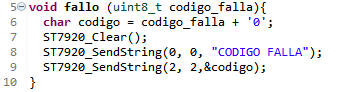 5 void fallo (uint8_t codigo_falla){
6 char codigo = codigo_falla + '0';
7 ST7920_Clear();
8 ST7920_SendString(0, 0, "CODIGO FALLA");
9 ST7920_SendString(2, 2,&codigo);
10 }